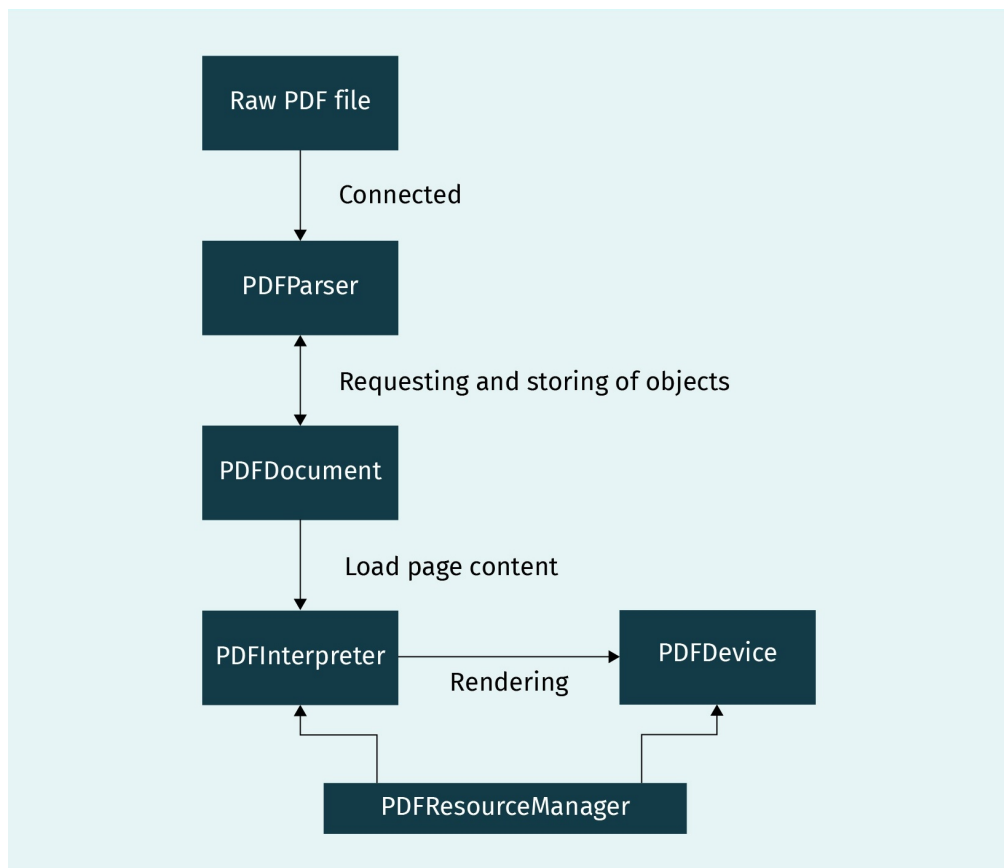 Raw PDF file
Connected
PDFParser
Requesting and storing of objects
PDFDocument
Load page content
PDFInterpreter
Rendering
PDFDevice
PDFResourceManager